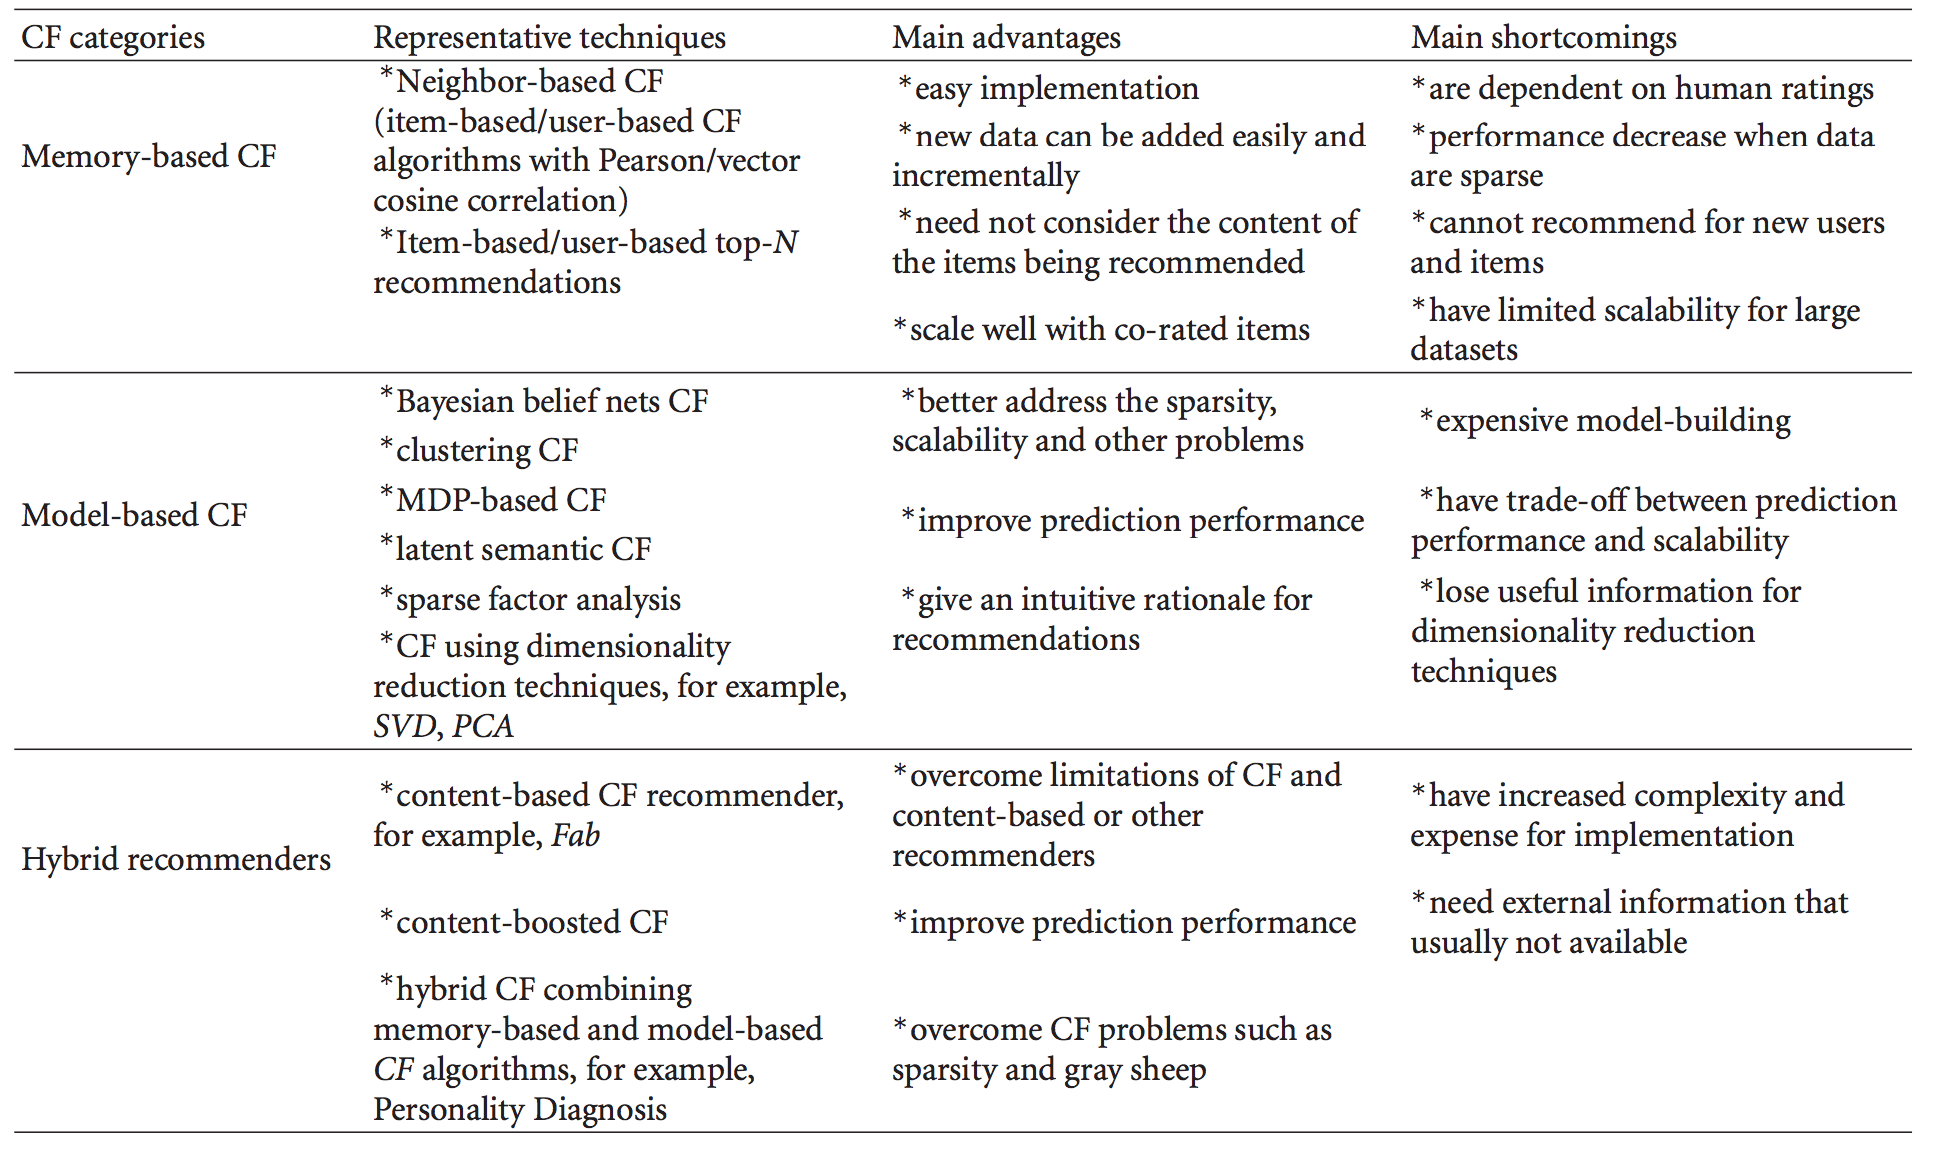 CF categories
Representative techniques
Main advantages
Main shortcomings
Memory-based CF
*Neighbor-based CF
(item-based/user-based CF
algorithms with Pearson/vector
cosine correlation)
*Item-based/user-based top-N
recommendations
*easy implementation
*new data can be added easily and
incrementally
*need not consider the content of
the items being recommended
*scale well with co-rated items
*are dependent on human ratings
*performance decrease when data
are sparse
*cannot recommend for new users
and items
*have limited scalability for large
datasets
Model-based CF
*Bayesian belief nets CF
*clustering CF
*MDP-based CF
*latent semantic CF
*sparse factor analysis
*CF using dimensionality
reduction techniques, for example,
SVD, PCA
*better address the sparsity,
scalability and other problems
*improve prediction performance
*give an intuitive rationale for
recommendations
*expensive model-building
*have trade-off between prediction
performance and scalability
*lose useful information for
dimensionality reduction
techniques
Hybrid recommenders
*content-based CF recommender,
for example, Fab
*content-boosted CF
*hybrid CF combining
memory-based and model-based
CF algorithms, for example,
Personality Diagnosis
*overcome limitations of CF and
content-based or other
recommenders
*improve prediction performance
*overcome CF problems such as
sparsity and gray sheep
*have increased complexity and
expense for implementation
*need external information that
usually not available